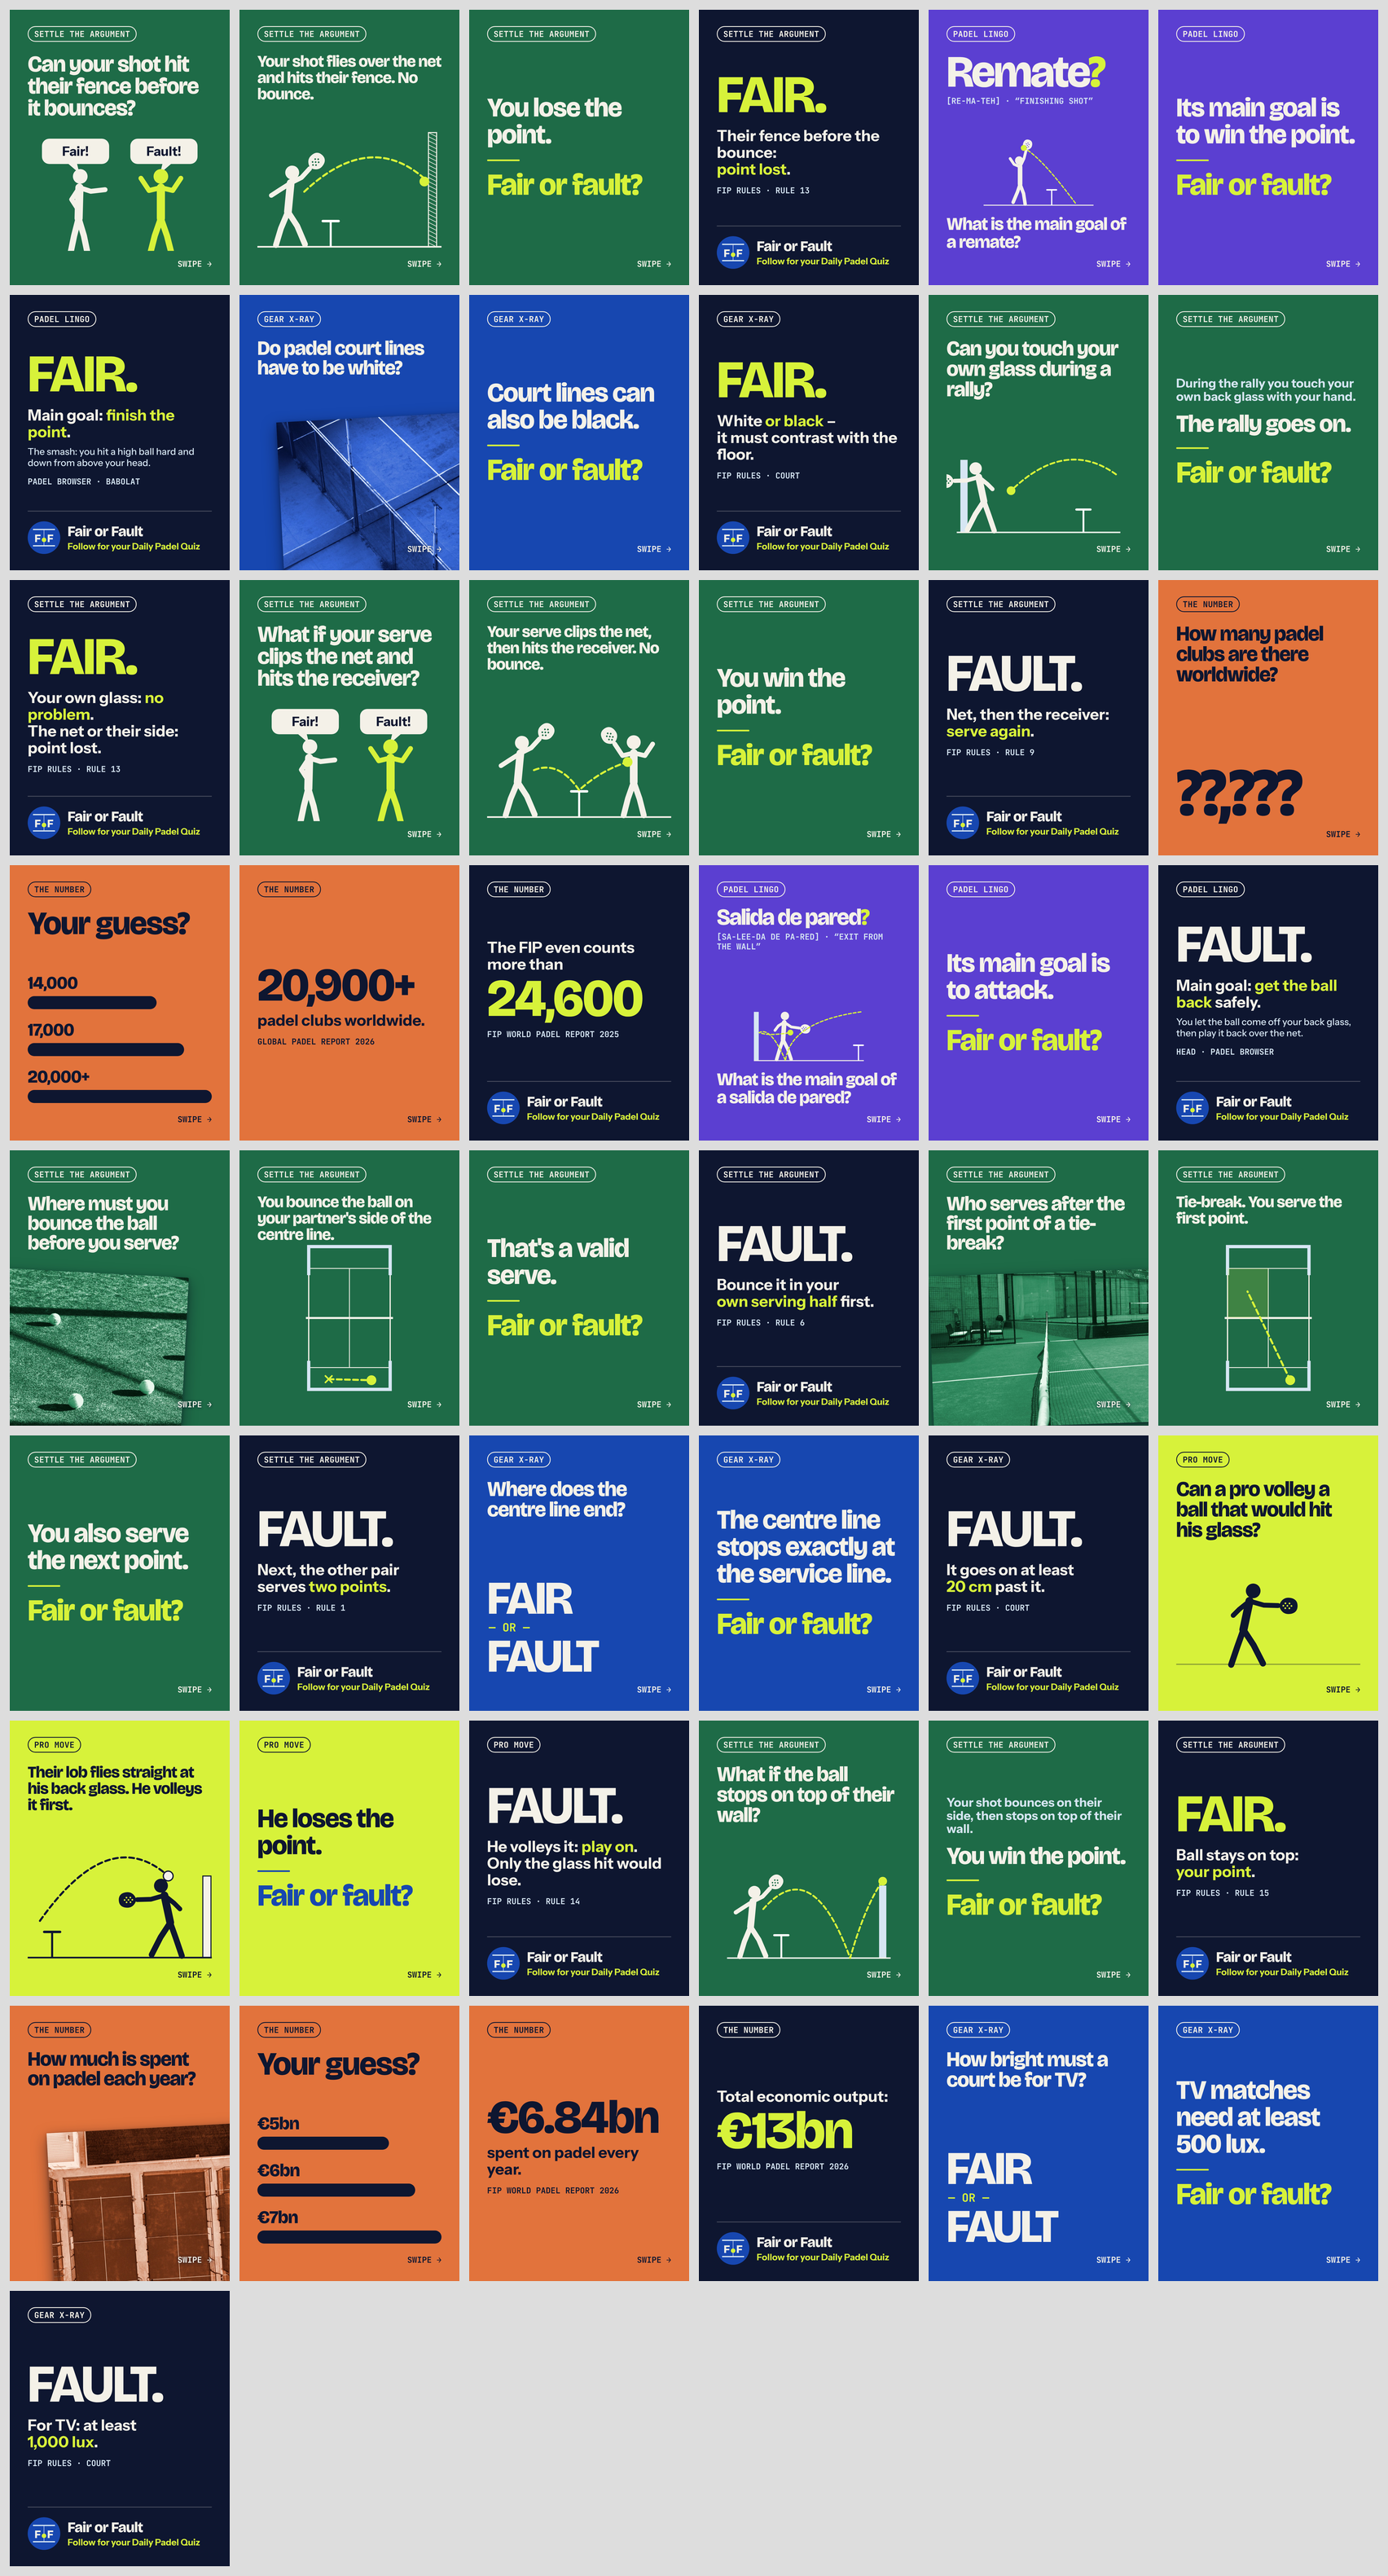 SETTLE THE ARGUMENT
Can your shot hit
their fence before
it bounces?
Fair!
Fault!
SWIPE →
SETTLE THE ARGUMENT
Your shot flies over the net
and hits their fence. No
bounce.
SWIPE →
SETTLE THE ARGUMENT
You lose the
point.
Fair or fault?
SWIPE →
SETTLE THE ARGUMENT
FAIR.
Their fence before the
bounce:
point lost.
FIP RULES · RULE 13
F F
Fair or Fault
Follow for your Daily Padel Quiz
PADEL LINGO
Remate?
[RE-MA-TEH] · “FINISHING SHOT”
What is the main goal of
a remate?
SWIPE →
PADEL LINGO
Its main goal is
to win the point.
Fair or fault?
SWIPE →
PADEL LINGO
FAIR.
Main goal: finish the
point.
The smash: you hit a high ball hard and
down from above your head.
PADEL BROWSER · BABOLAT
F F
Fair or Fault
Follow for your Daily Padel Quiz
GEAR X-RAY
Do padel court lines
have to be white?
SWIPE →
GEAR X-RAY
Court lines can
also be black.
Fair or fault?
SWIPE →
GEAR X-RAY
FAIR.
White or black –
it must contrast with the
floor.
FIP RULES · COURT
F F
Fair or Fault
Follow for your Daily Padel Quiz
SETTLE THE ARGUMENT
Can you touch your
own glass during a
rally?
SWIPE →
SETTLE THE ARGUMENT
During the rally you touch your
own back glass with your hand.
The rally goes on.
Fair or fault?
SWIPE →
SETTLE THE ARGUMENT
FAIR.
Your own glass: no
problem.
The net or their side:
point lost.
FIP RULES · RULE 13
F F
Fair or Fault
Follow for your Daily Padel Quiz
SETTLE THE ARGUMENT
What if your serve
clips the net and
hits the receiver?
Fair!
Fault!
SWIPE →
SETTLE THE ARGUMENT
Your serve clips the net,
then hits the receiver. No
bounce.
SWIPE →
SETTLE THE ARGUMENT
You win the
point.
Fair or fault?
SWIPE →
SETTLE THE ARGUMENT
FAULT.
Net, then the receiver:
serve again.
FIP RULES · RULE 9
F F
Fair or Fault
Follow for your Daily Padel Quiz
THE NUMBER
How many padel
clubs are there
worldwide?
??,???
SWIPE →
THE NUMBER
Your guess?
14,000
17,000
20,000+
SWIPE →
THE NUMBER
20,900+
padel clubs worldwide.
GLOBAL PADEL REPORT 2026
SWIPE →
THE NUMBER
The FIP even counts
more than
24,600
FIP WORLD PADEL REPORT 2025
F F
Fair or Fault
Follow for your Daily Padel Quiz
PADEL LINGO
Salida de pared?
[SA-LEE-DA DE PA-RED] · “EXIT FROM
THE WALL”
What is the main goal of
a salida de pared?
SWIPE →
PADEL LINGO
Its main goal is
to attack.
Fair or fault?
SWIPE →
PADEL LINGO
FAULT.
Main goal: get the ball
back safely.
You let the ball come off your back glass,
then play it back over the net.
HEAD · PADEL BROWSER
F F
Fair or Fault
Follow for your Daily Padel Quiz
SETTLE THE ARGUMENT
Where must you
bounce the ball
before you serve?
SWIPE →
SETTLE THE ARGUMENT
You bounce the ball on
your partner's side of the
centre line.
SWIPE →
SETTLE THE ARGUMENT
That's a valid
serve.
Fair or fault?
SWIPE →
SETTLE THE ARGUMENT
FAULT.
Bounce it in your
own serving half first.
FIP RULES · RULE 6
F F
Fair or Fault
Follow for your Daily Padel Quiz
SETTLE THE ARGUMENT
Who serves after the
first point of a tie-
break?
SWIPE →
SETTLE THE ARGUMENT
Tie-break. You serve the
first point.
SWIPE →
SETTLE THE ARGUMENT
You also serve
the next point.
Fair or fault?
SWIPE →
SETTLE THE ARGUMENT
FAULT.
Next, the other pair
serves two points.
FIP RULES · RULE 1
F F
Fair or Fault
Follow for your Daily Padel Quiz
GEAR X-RAY
Where does the
centre line end?
FAIR
— OR —
FAULT
SWIPE →
GEAR X-RAY
The centre line
stops exactly at
the service line.
Fair or fault?
SWIPE →
GEAR X-RAY
FAULT.
It goes on at least
20 cm past it.
FIP RULES · COURT
F F
Fair or Fault
Follow for your Daily Padel Quiz
PRO MOVE
Can a pro volley a
ball that would hit
his glass?
SWIPE →
PRO MOVE
Their lob flies straight at
his back glass. He volleys
it first.
SWIPE →
PRO MOVE
He loses the
point.
Fair or fault?
SWIPE →
PRO MOVE
FAULT.
He volleys it: play on.
Only the glass hit would
lose.
FIP RULES · RULE 14
F F
Fair or Fault
Follow for your Daily Padel Quiz
SETTLE THE ARGUMENT
What if the ball
stops on top of their
wall?
SWIPE →
SETTLE THE ARGUMENT
Your shot bounces on their
side, then stops on top of their
wall.
You win the point.
Fair or fault?
SWIPE →
SETTLE THE ARGUMENT
FAIR.
Ball stays on top:
your point.
FIP RULES · RULE 15
F F
Fair or Fault
Follow for your Daily Padel Quiz
THE NUMBER
How much is spent
on padel each year?
SWIPE →
THE NUMBER
Your guess?
€5bn
€6bn
€7bn
SWIPE →
THE NUMBER
€6.84bn
spent on padel every
year.
FIP WORLD PADEL REPORT 2026
SWIPE →
THE NUMBER
Total economic output:
€13bn
FIP WORLD PADEL REPORT 2026
F F
Fair or Fault
Follow for your Daily Padel Quiz
GEAR X-RAY
How bright must a
court be for TV?
FAIR
— OR —
FAULT
SWIPE →
GEAR X-RAY
TV matches
need at least
500 lux.
Fair or fault?
SWIPE →
GEAR X-RAY
FAULT.
For TV: at least
1,000 lux.
FIP RULES · COURT
F F
Fair or Fault
Follow for your Daily Padel Quiz